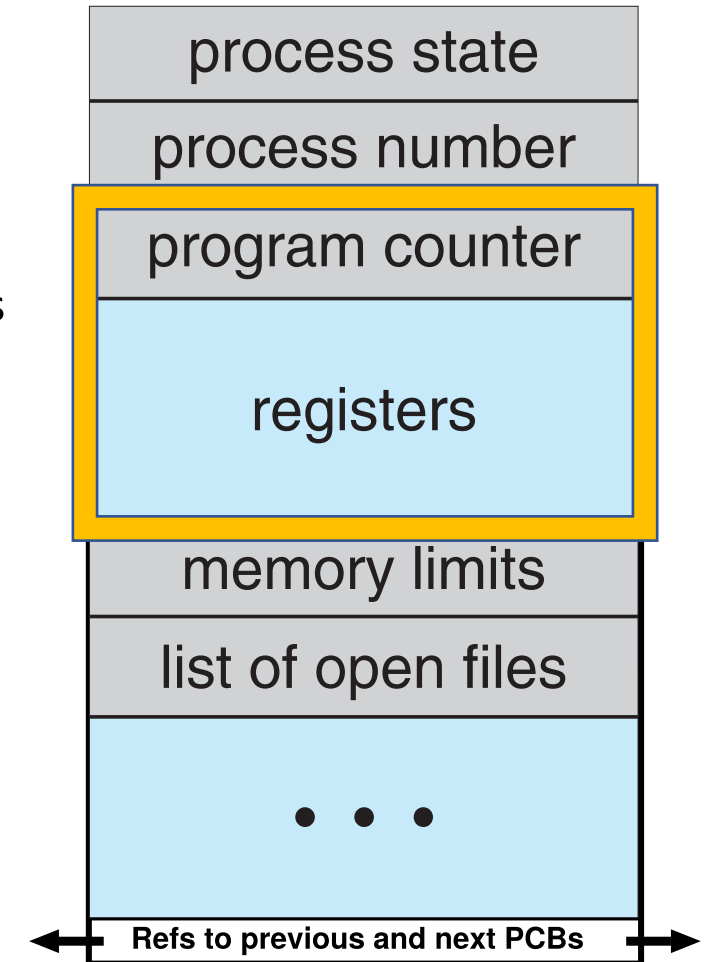 process state
process number
program counter
s
registers
memory limits
list of open files
• • •
Refs to previous and next PCBs